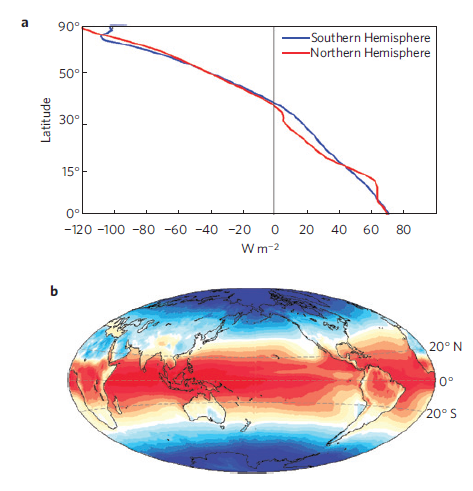 a
90°
Southern Hemisphere
Northern Hemisphere
50°
30°
15°
0°
Latitude
−120 −100 −80 −60 −40 −20 0 20 40 60 80
W m−2
b
20° N
0°
20° S